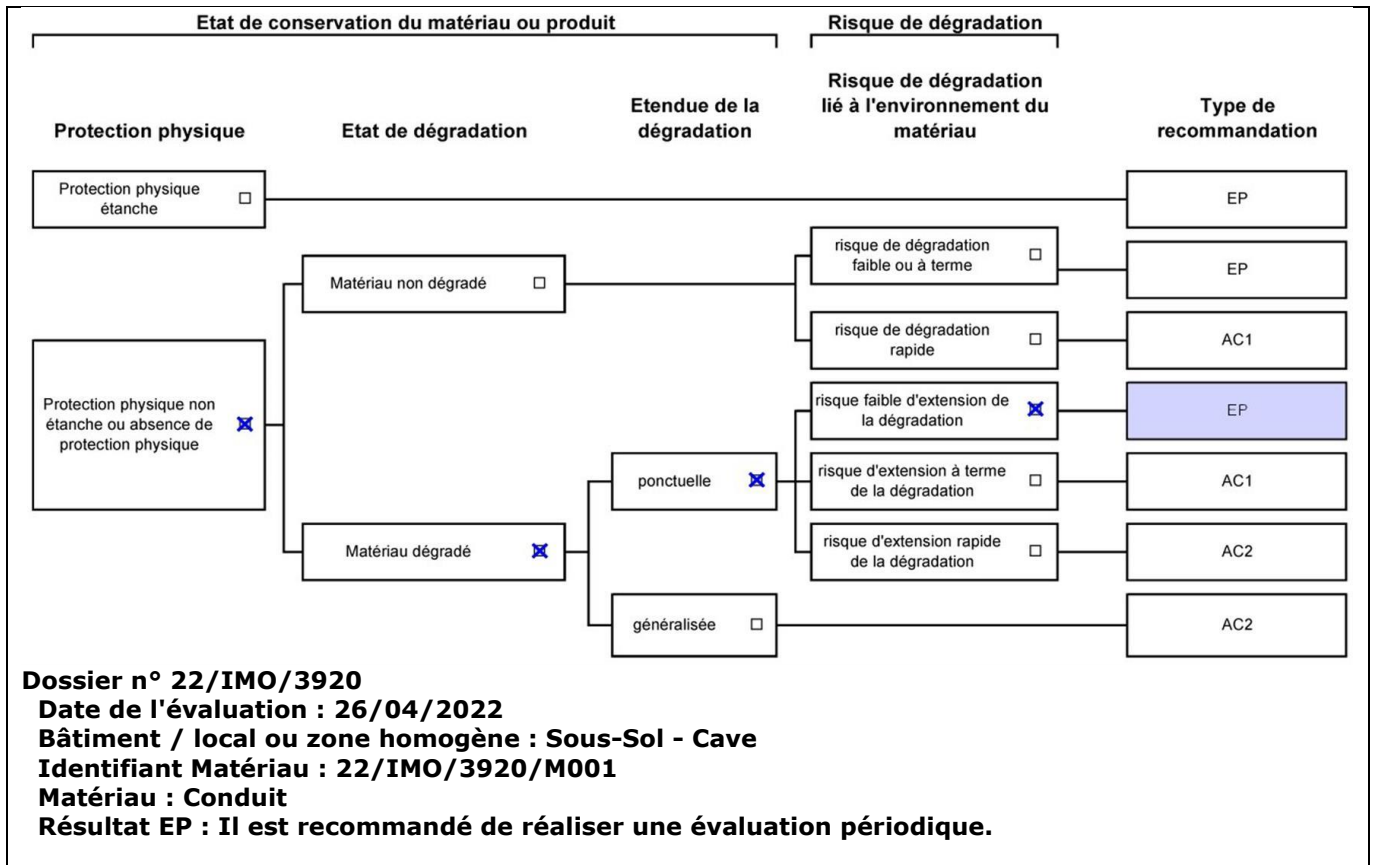 Etat de conservation du matériau ou produit
Risque de dégradation
Protection physique
Etat de dégradation
Etendue de la
dégradation
Risque de dégradation
lié à l'environnement du
matériau
Type de
recommandation
Protection physique
étanche
EP
risque de dégradation
faible ou à terme
EP
Matériau non dégradé
risque de dégradation
rapide
AC1
Protection physique non
étanche ou absence de
protection physique
risque faible d'extension de
la dégradation
EP
ponctuelle
risque d'extension à terme
de la dégradation
AC1
Matériau dégradé
risque d'extension rapide
de la dégradation
AC2
généralisée
AC2
Dossier n° 22/IMO/3920
Date de l'évaluation : 26/04/2022
Bâtiment / local ou zone homogène : Sous-Sol - Cave
Identifiant Matériau : 22/IMO/3920/M001
Matériau : Conduit
Résultat EP : Il est recommandé de réaliser une évaluation périodique.